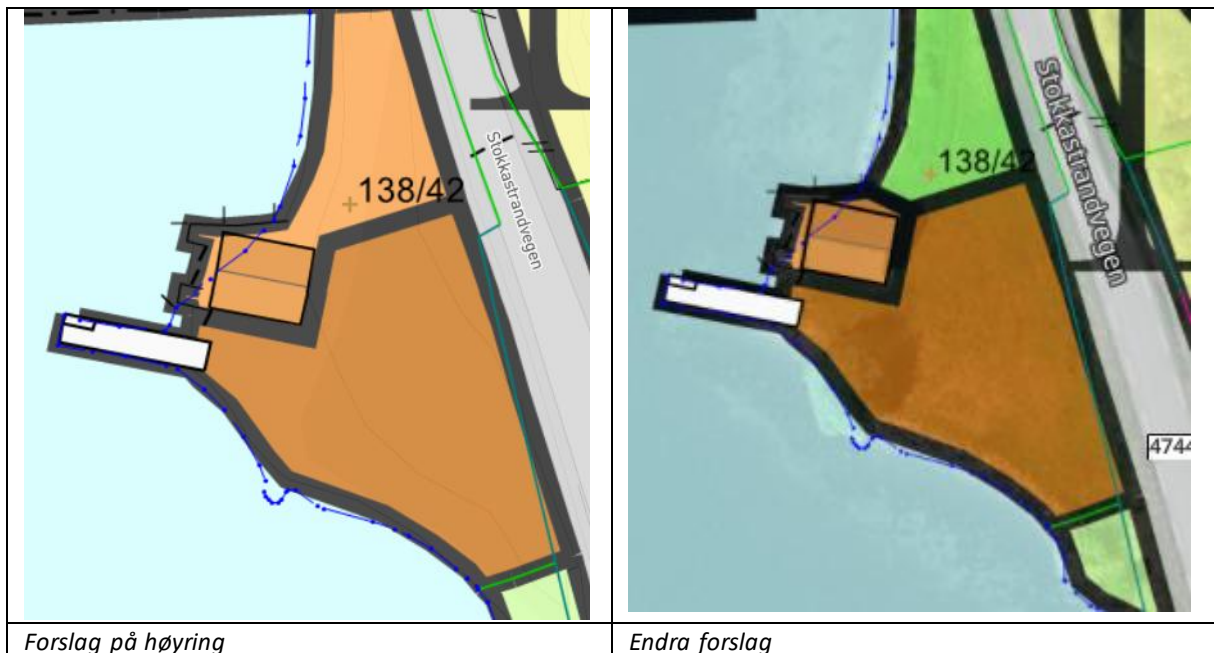 138/42
Stokkastrandvegen
138/42
Stokkastrandvegen
4744
Forslag på høyring
Endra forslag